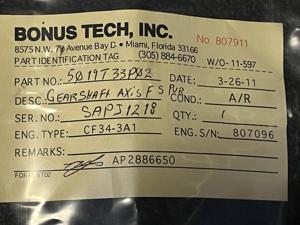 BONUS TECH, INC.
No. 807911
8575 N.W. 79 Avenue Bay D • Miami, Florida 33166
PART IDENTIFICATION TAG (305) 884-6670 W/O-11-597
PART NO.: 5019T33P02 DATE: 3-26-11
DESC. GEARSHAFT AXIS F S COND.: A/R
SER. NO.: SAPJ1218 QTY.: 1
ENG. TYPE: CF34-3A1 ENG. S/N: 807096
REMARKS: AP2886650
FORM BT02